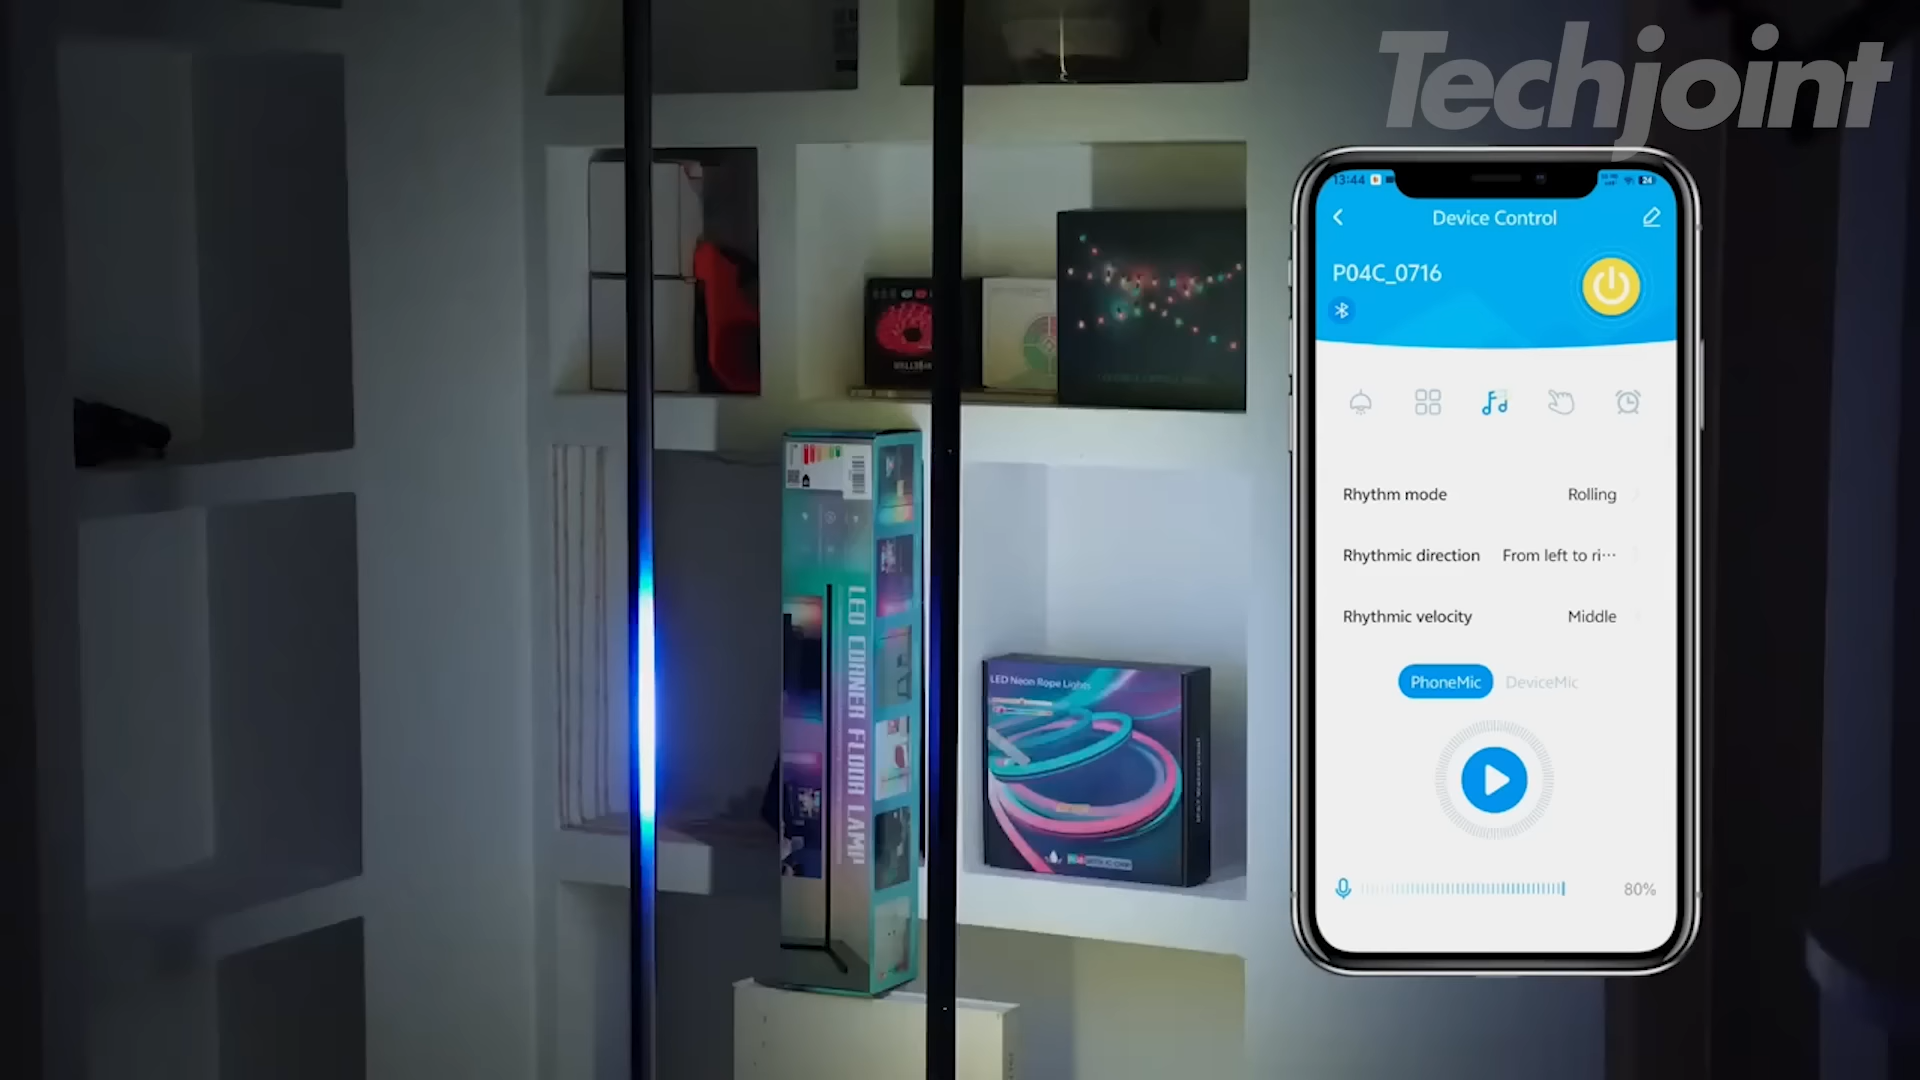 Techjoint
13:44
24
Device Control
P04C_0716
Rhythm mode Rolling
Rhythmic direction From left to ri···
Rhythmic velocity Middle
PhoneMic DeviceMic
80%
LED CORNER FLOOR LAMP
LED Neon Rope Lights